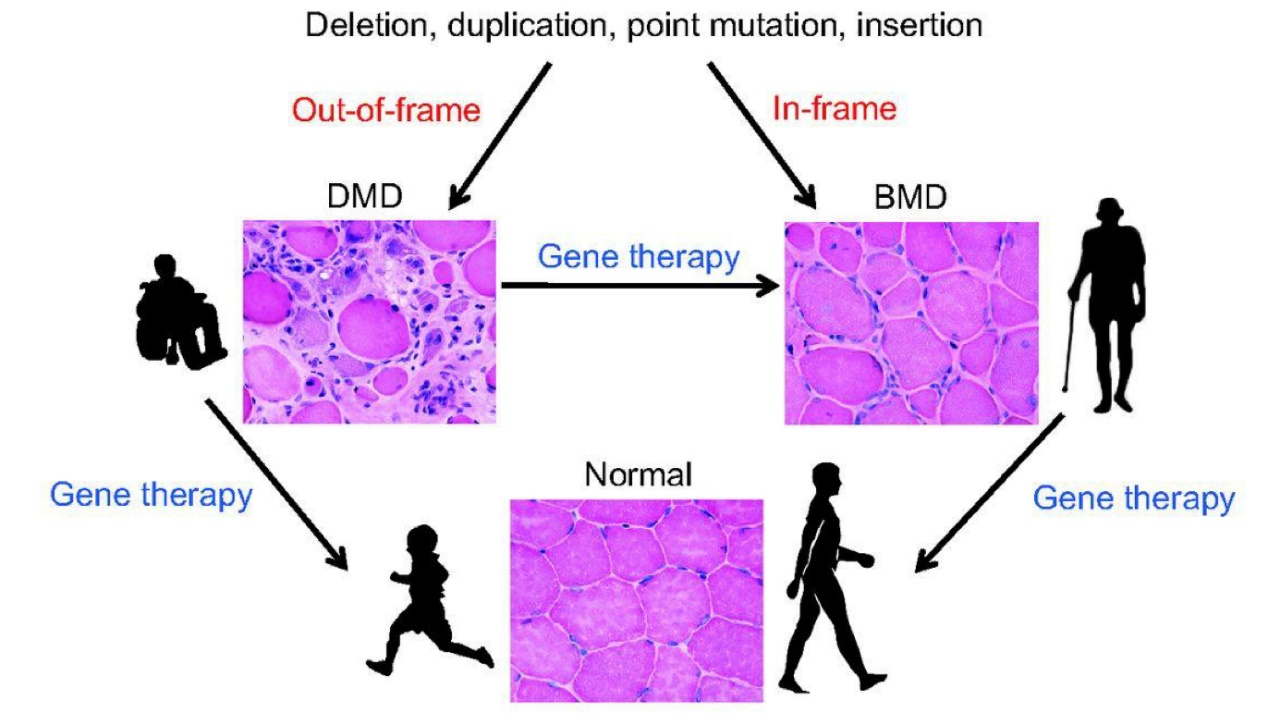 Deletion, duplication, point mutation, insertion
Out-of-frame
In-frame
DMD
BMD
Gene therapy
Normal
Gene therapy
Gene therapy